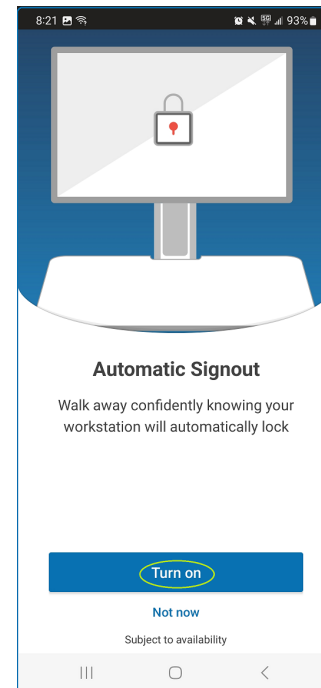 8:21 93%
Automatic Signout
Walk away confidently knowing your
workstation will automatically lock
Turn on
Not now
Subject to availability